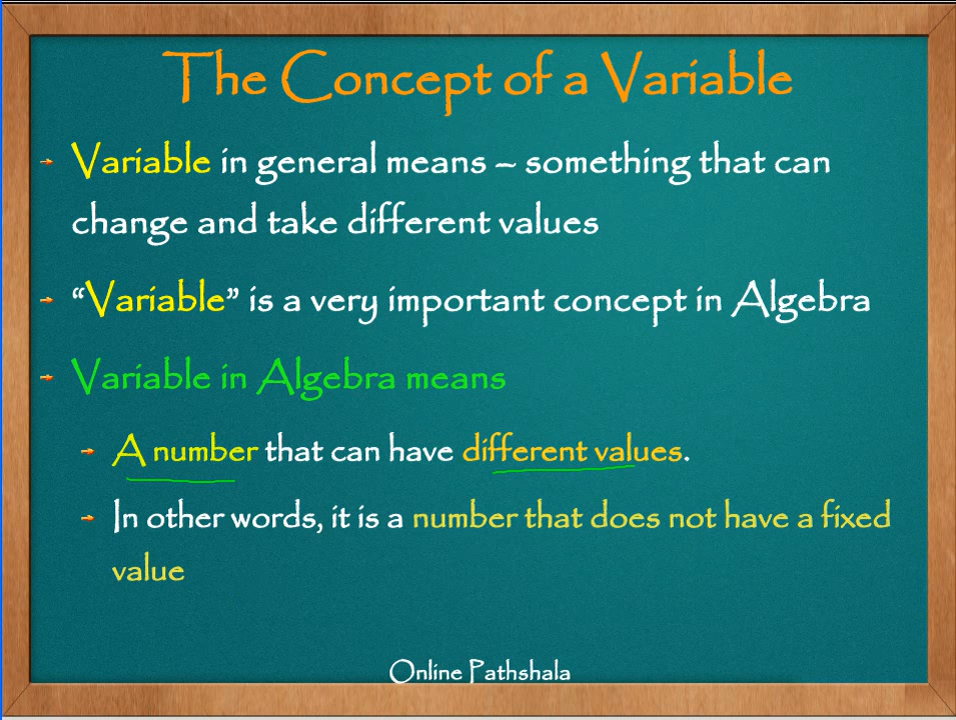 The Concept of a Variable
Variable in general means – something that can
change and take different values
“Variable” is a very important concept in Algebra
Variable in Algebra means
A number that can have different values.
In other words, it is a number that does not have a fixed
value
Online Pathshala